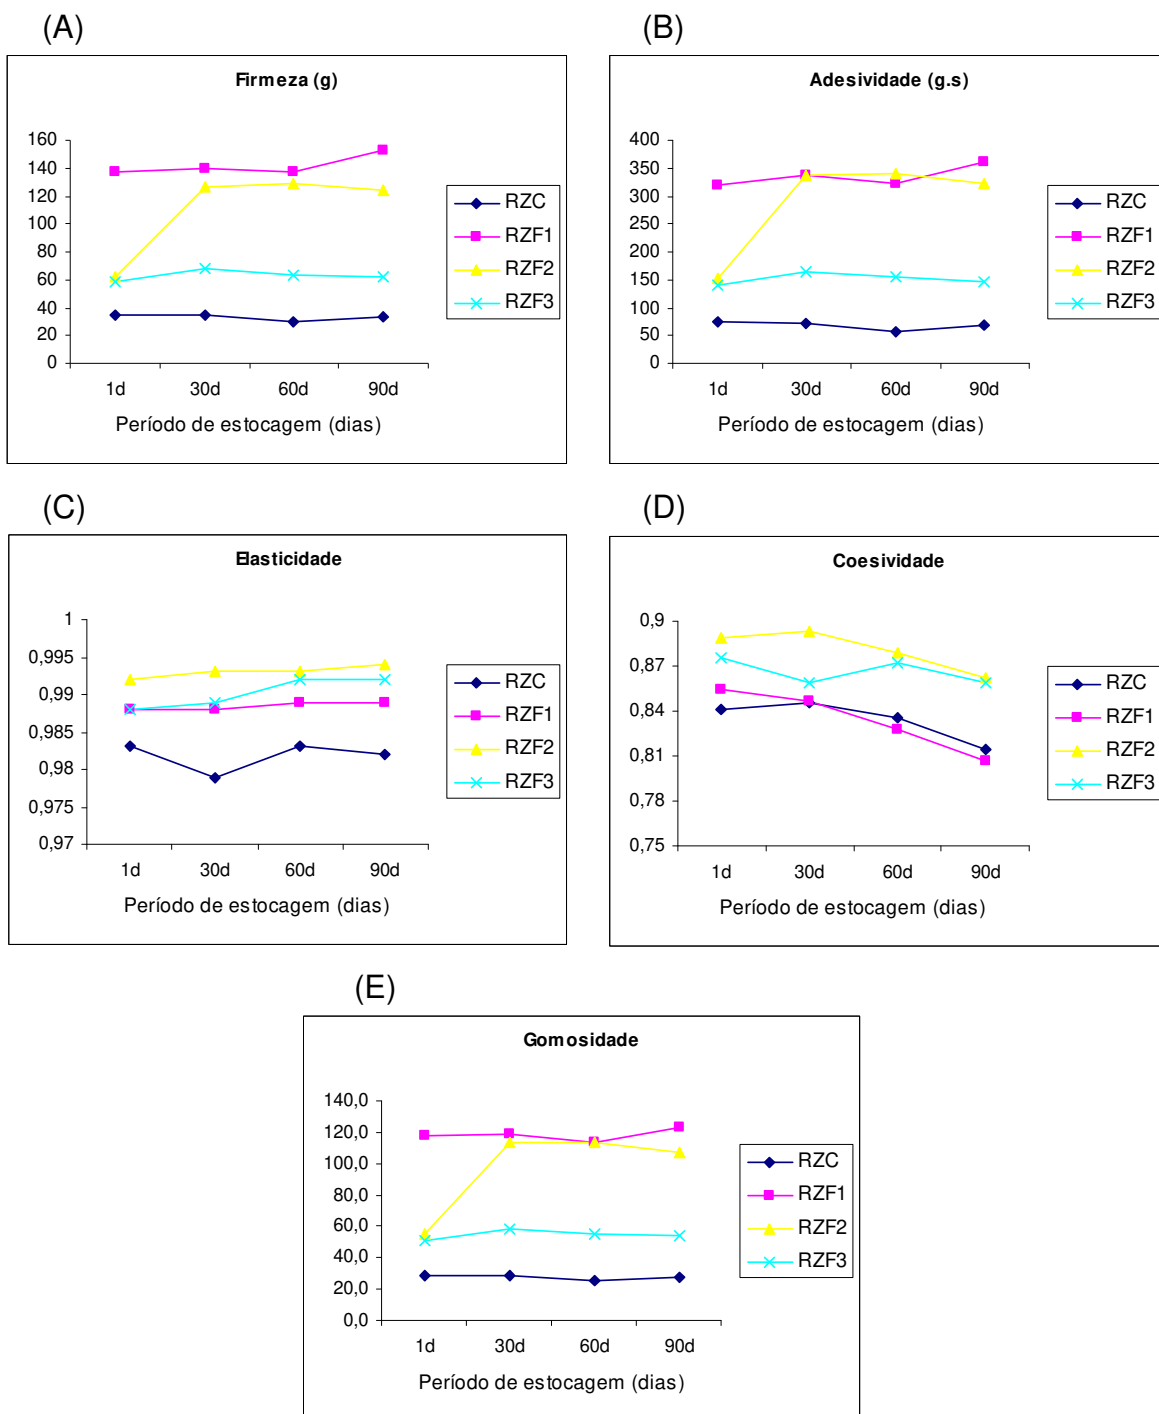 (A)
Firmeza (g)
160
140
120
100
80
60
40
20
0
1d 30d 60d 90d
Período de estocagem (dias)
RZC
RZF1
RZF2
RZF3
(B)
Adesividade (g.s)
400
350
300
250
200
150
100
50
0
1d 30d 60d 90d
Período de estocagem (dias)
RZC
RZF1
RZF2
RZF3
(C)
Elasticidade
1
0,995
0,99
0,985
0,98
0,975
0,97
1d 30d 60d 90d
Período de estocagem (dias)
RZC
RZF1
RZF2
RZF3
(D)
Coesividade
0,9
0,87
0,84
0,81
0,78
0,75
1d 30d 60d 90d
Período de estocagem (dias)
RZC
RZF1
RZF2
RZF3
(E)
Gomosidade
140,0
120,0
100,0
80,0
60,0
40,0
20,0
0,0
1d 30d 60d 90d
Período de estocagem (dias)
RZC
RZF1
RZF2
RZF3